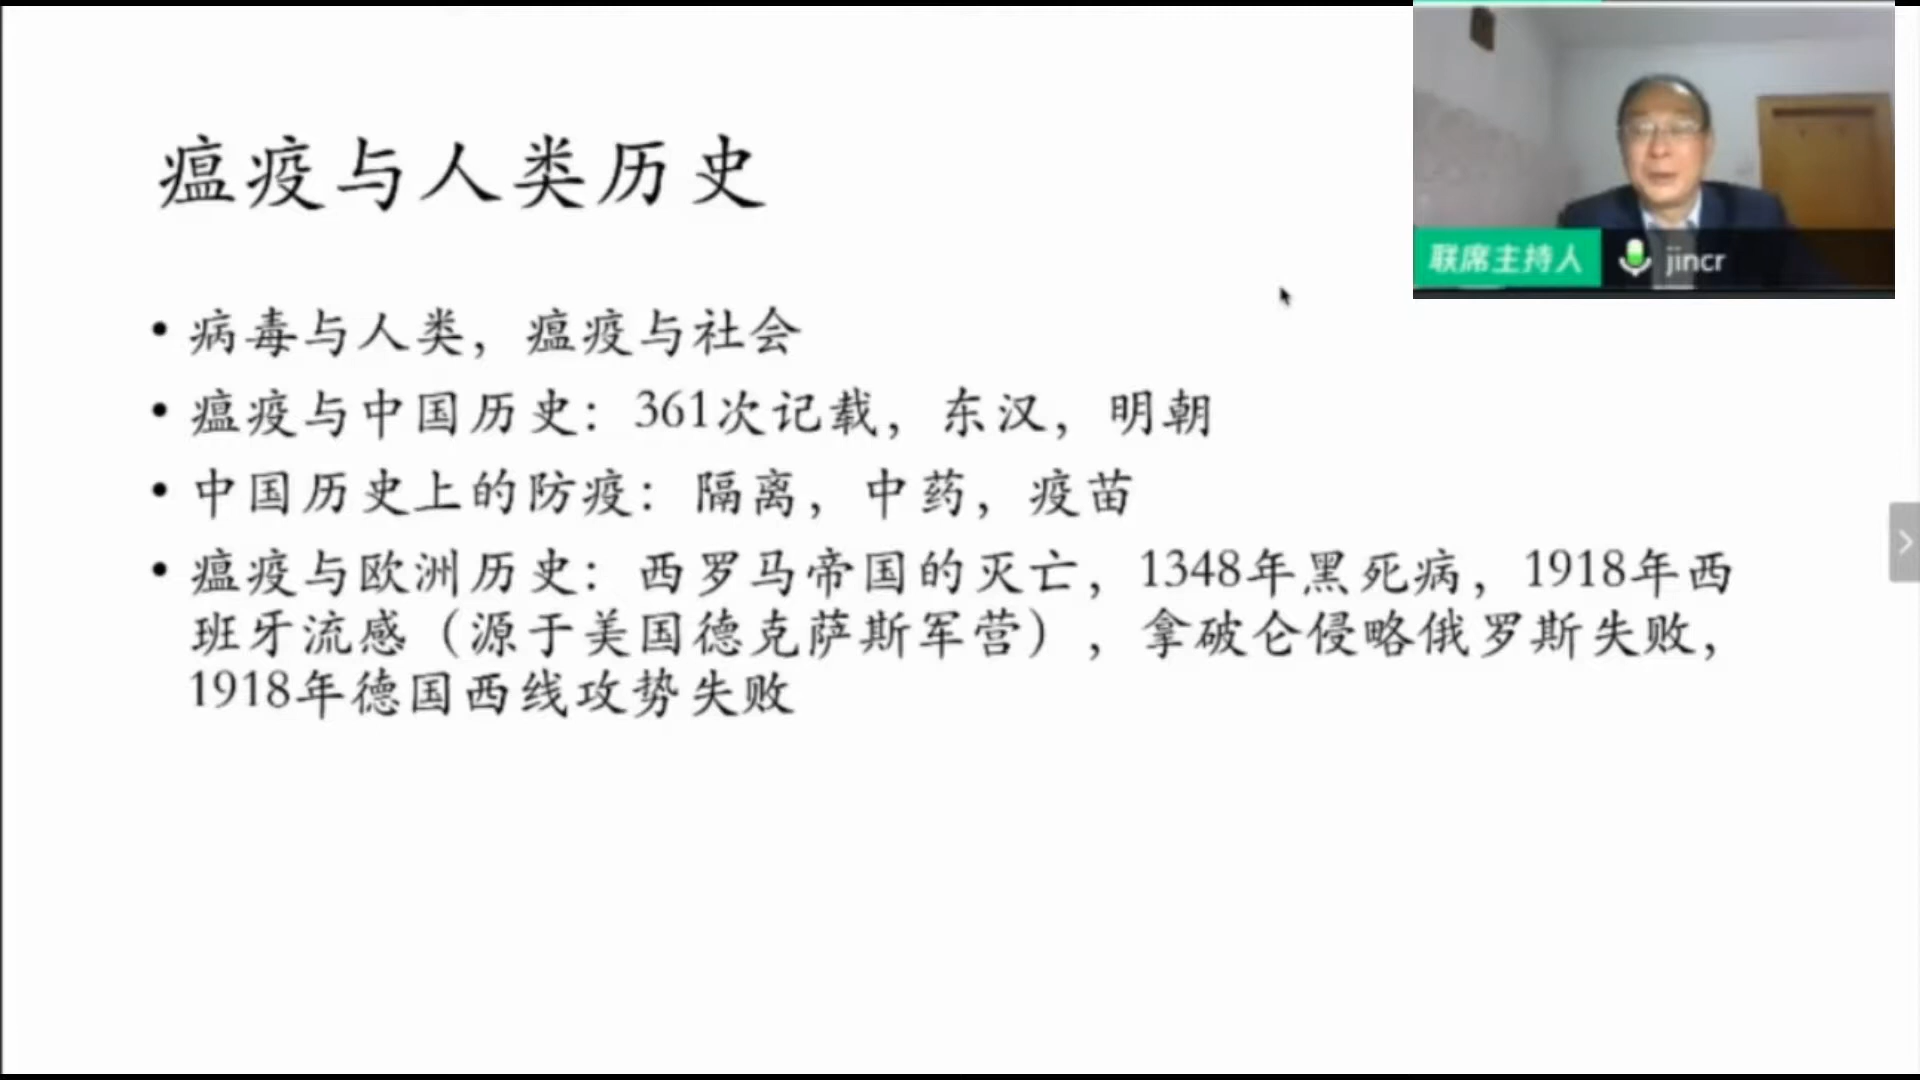 瘟疫与人类历史
联席主持人 jincr
• 病毒与人类，瘟疫与社会
• 瘟疫与中国历史：361次记载，东汉，明朝
• 中国历史上的防疫：隔离，中药，疫苗
• 瘟疫与欧洲历史：西罗马帝国的灭亡，1348年黑死病，1918年西
班牙流感（源于美国德克萨斯军营），拿破仑侵略俄罗斯失败，
1918年德国西线攻势失败